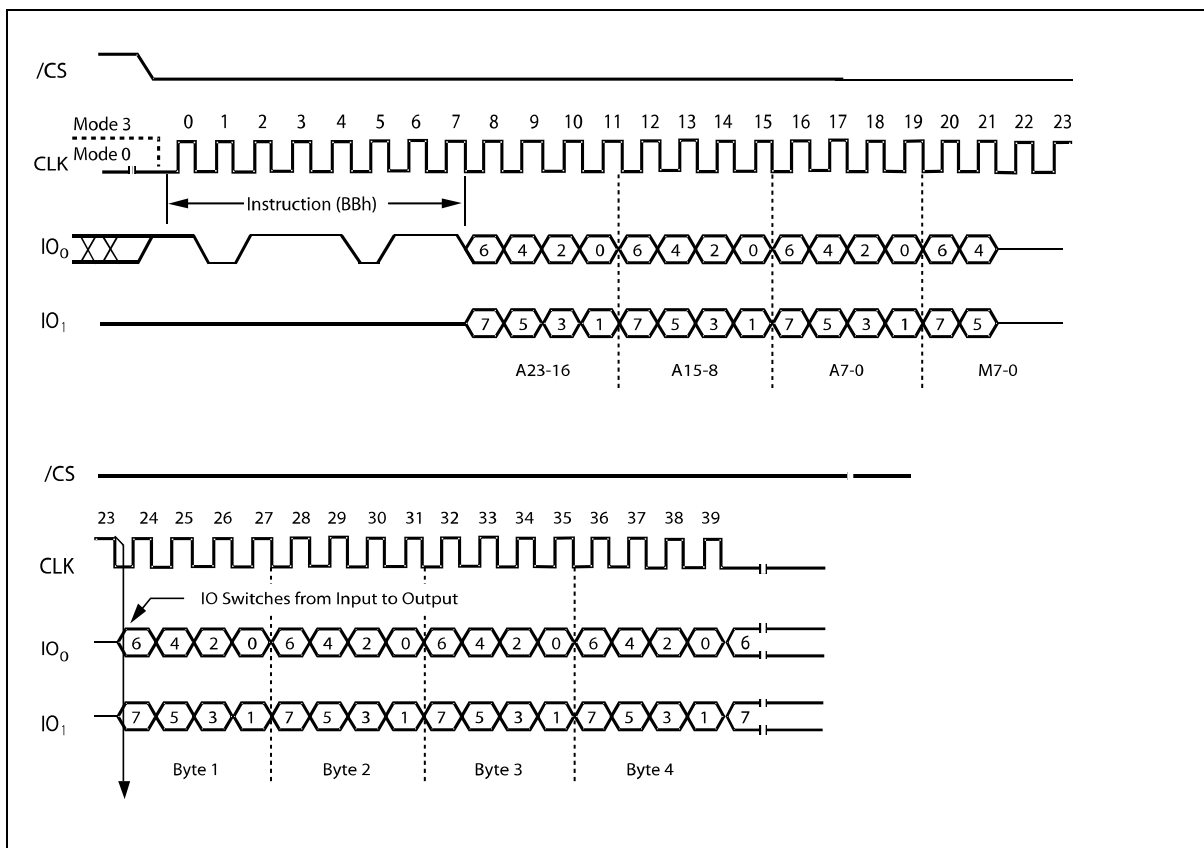 /CS
Mode 3
0 1 2 3 4 5 6 7 8 9 10 11 12 13 14 15 16 17 18 19 20 21 22 23
Mode 0
CLK
Instruction (BBh)
IO0 6 4 2 0 6 4 2 0 6 4 2 0 6 4
IO1 7 5 3 1 7 5 3 1 7 5 3 1 7 5
A23-16 A15-8 A7-0 M7-0
/CS
23 24 25 26 27 28 29 30 31 32 33 34 35 36 37 38 39
CLK
IO Switches from Input to Output
IO0 6 4 2 0 6 4 2 0 6 4 2 0 6 4 2 0 6
IO1 7 5 3 1 7 5 3 1 7 5 3 1 7 5 3 1 7
Byte 1 Byte 2 Byte 3 Byte 4